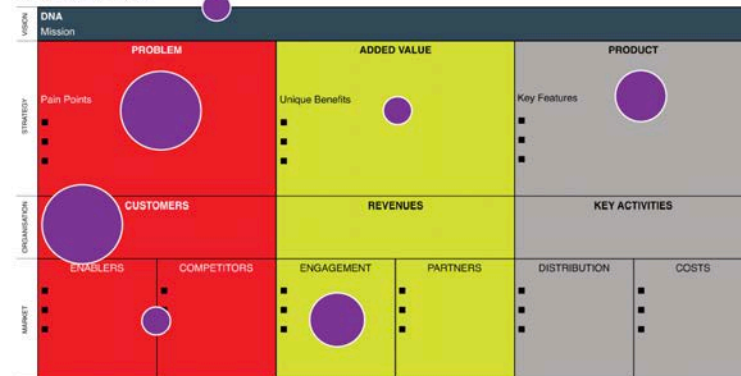 VISION
DNA
Mission
STRATEGY
PROBLEM
ADDED VALUE
PRODUCT
Pain Points
Unique Benefits
Key Features
ORGANISATION
CUSTOMERS
REVENUES
KEY ACTIVITIES
MARKET
ENABLERS
COMPETITORS
ENGAGEMENT
PARTNERS
DISTRIBUTION
COSTS